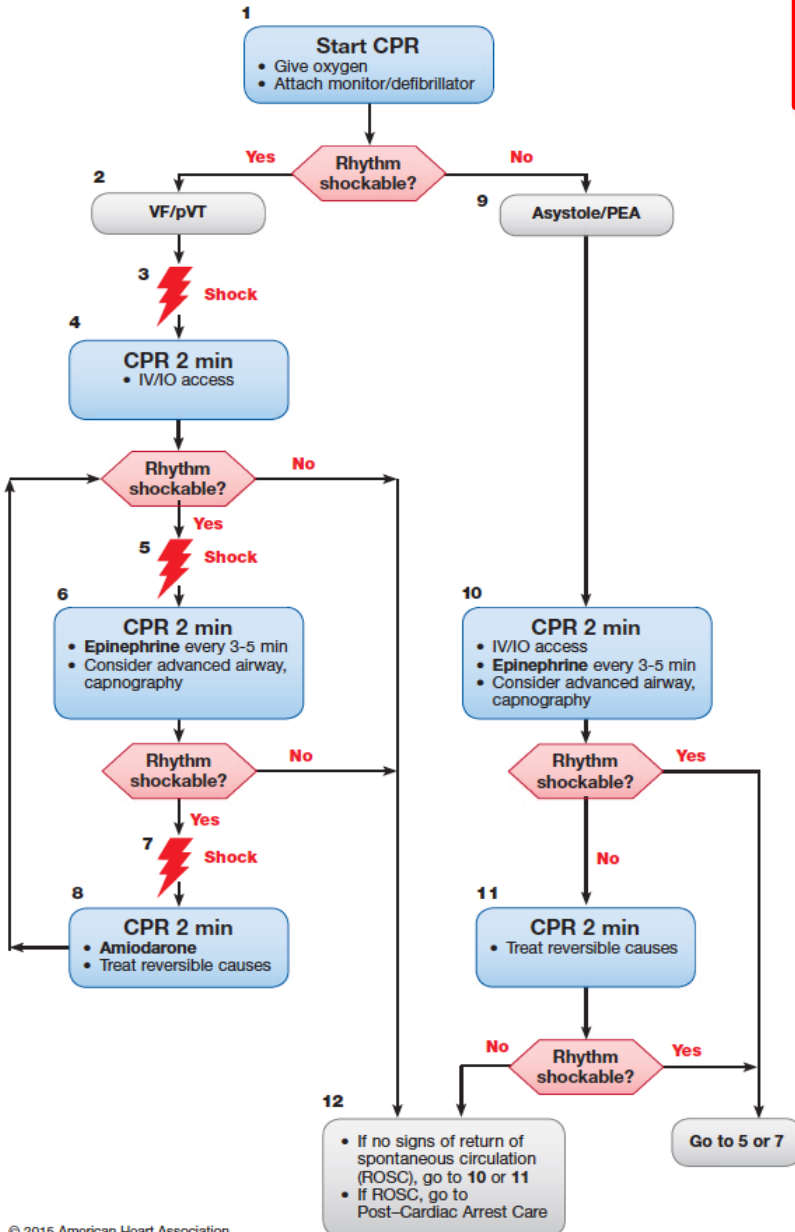 1
Start CPR
• Give oxygen
• Attach monitor/defibrillator
Rhythm
shockable?
Yes
No
2
VF/pVT
9
Asystole/PEA
3
Shock
4
CPR 2 min
• IV/IO access
Rhythm
shockable?
No
Yes
5
Shock
6
CPR 2 min
• Epinephrine every 3-5 min
• Consider advanced airway,
capnography
10
CPR 2 min
• IV/IO access
• Epinephrine every 3-5 min
• Consider advanced airway,
capnography
Rhythm
shockable?
No
Yes
Rhythm
shockable?
Yes
No
7
Shock
8
CPR 2 min
• Amiodarone
• Treat reversible causes
11
CPR 2 min
• Treat reversible causes
Rhythm
shockable?
No
Yes
12
• If no signs of return of
spontaneous circulation
(ROSC), go to 10 or 11
• If ROSC, go to
Post–Cardiac Arrest Care
Go to 5 or 7
© 2015 American Heart Association